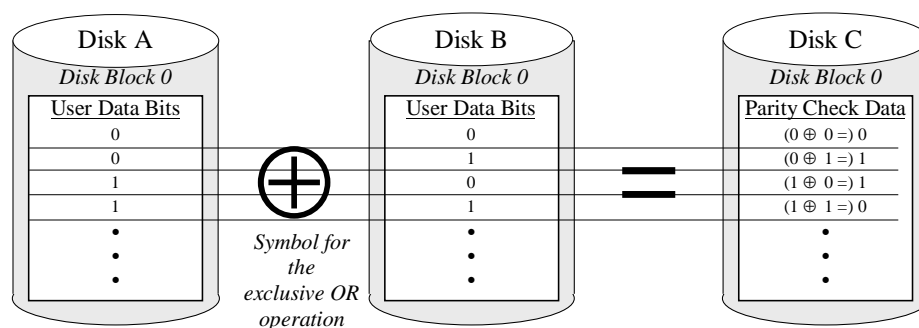 Disk A
Disk Block 0
User Data Bits
0
0
1
1
Symbol for
the
exclusive OR
operation
Disk B
Disk Block 0
User Data Bits
0
1
0
1
Disk C
Disk Block 0
Parity Check Data
(0 ⊕ 0 =) 0
(0 ⊕ 1 =) 1
(1 ⊕ 0 =) 1
(1 ⊕ 1 =) 0